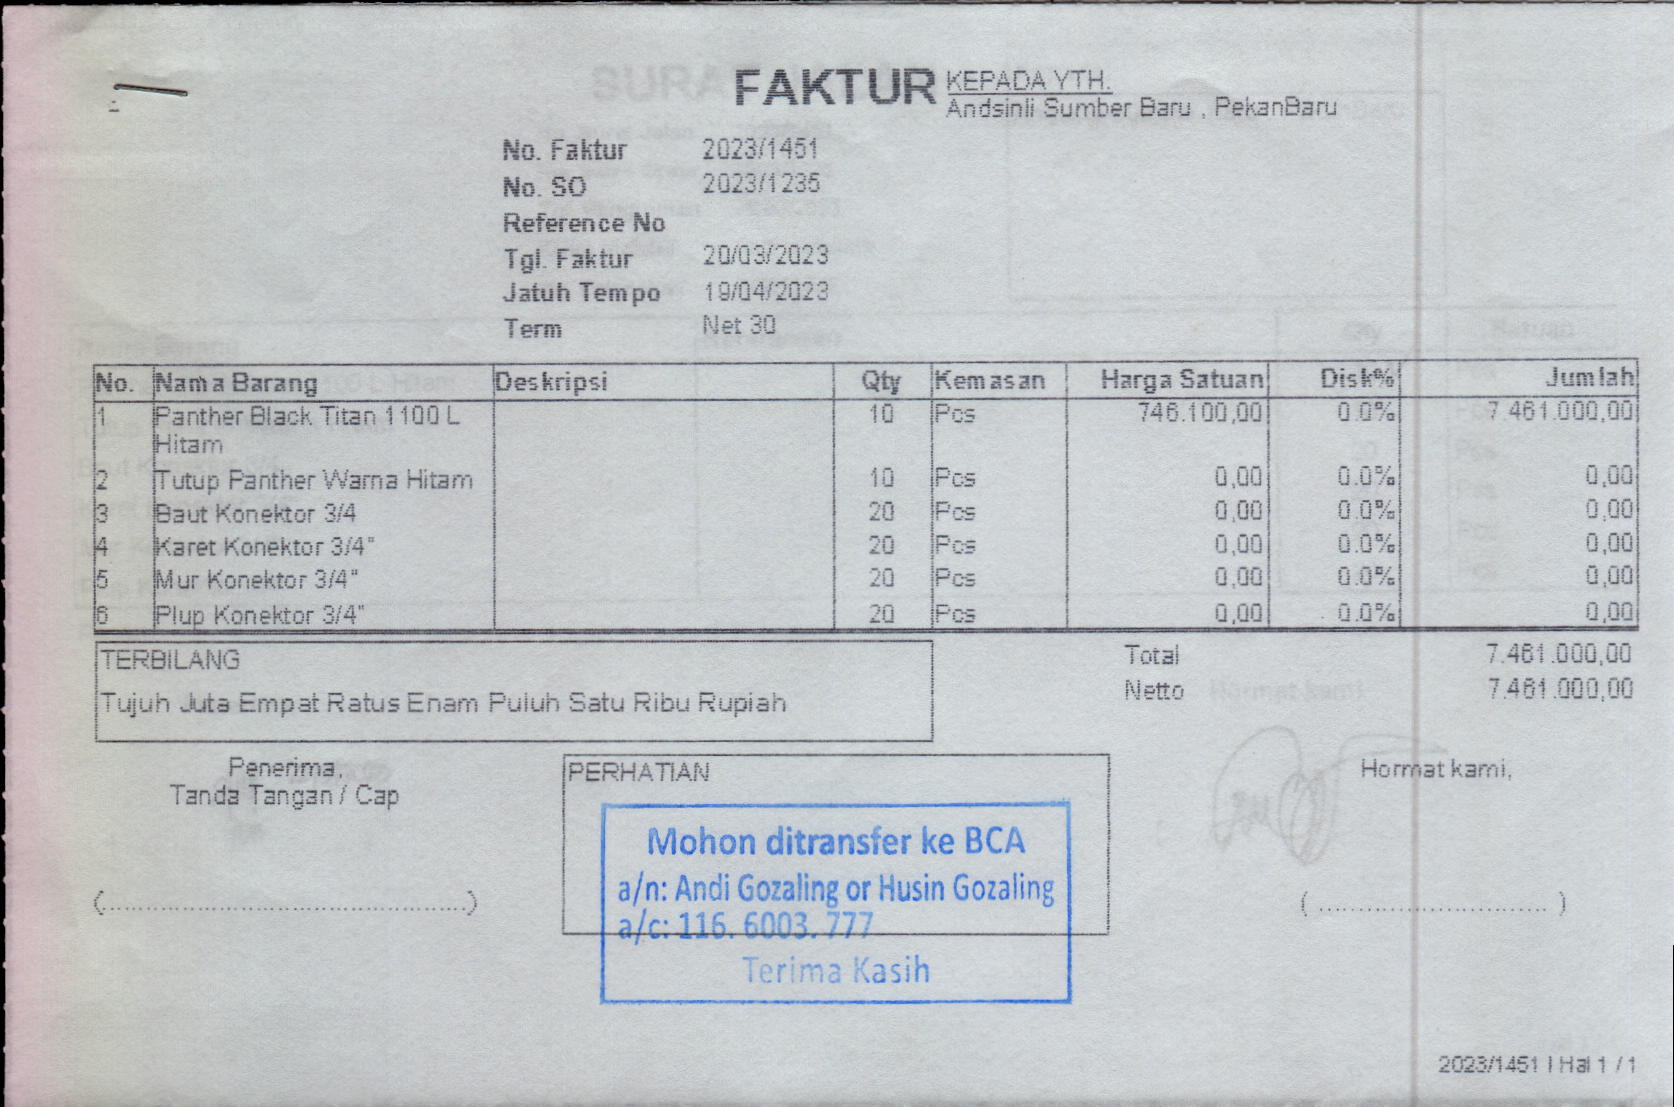 FAKTUR
KEPADA YTH.
Andsinli Sumber Baru , PekanBaru
No. Faktur 2023/1451
No. SO 2023/1235
Reference No
Tgl. Faktur 20/03/2023
Jatuh Tempo 19/04/2023
Term Net 30
No. Nama Barang Deskripsi Qty Kemasan Harga Satuan Disk% Jumlah
1 Panther Black Titan 1100 L 10 Pcs 746.100,00 0.0% 7.461.000,00
Hitam
2 Tutup Panther Warna Hitam 10 Pcs 0,00 0.0% 0,00
3 Baut Konektor 3/4 20 Pcs 0,00 0.0% 0,00
4 Karet Konektor 3/4" 20 Pcs 0,00 0.0% 0,00
5 Mur Konektor 3/4" 20 Pcs 0,00 0.0% 0,00
6 Plup Konektor 3/4" 20 Pcs 0,00 0.0% 0,00
TERBILANG
Tujuh Juta Empat Ratus Enam Puluh Satu Ribu Rupiah
Total 7.461.000,00
Netto 7.461.000,00
Penerima,
Tanda Tangan / Cap
(..............................................)
PERHATIAN
Mohon ditransfer ke BCA
a/n: Andi Gozaling or Husin Gozaling
a/c: 116. 6003. 777
Terima Kasih
Hormat kami,
( ............................. )
2023/1451 | Hal 1 / 1